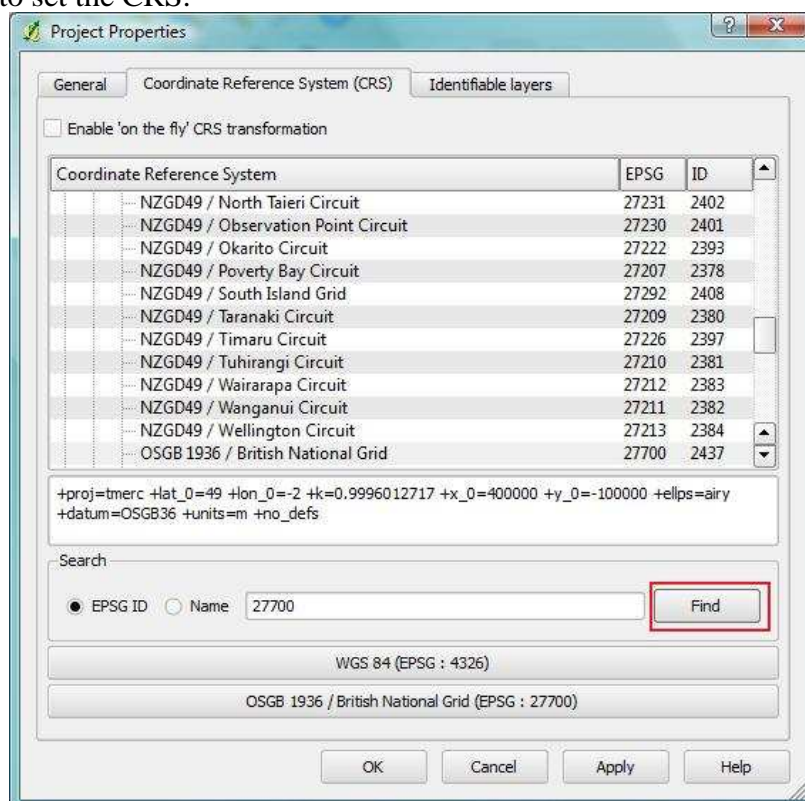 to set the CRS:
Project Properties
General Coordinate Reference System (CRS) Identifiable layers
Enable 'on the fly' CRS transformation
Coordinate Reference System EPSG ID
NZGD49 / North Taieri Circuit 27231 2402
NZGD49 / Observation Point Circuit 27230 2401
NZGD49 / Okarito Circuit 27222 2393
NZGD49 / Poverty Bay Circuit 27207 2378
NZGD49 / South Island Grid 27292 2408
NZGD49 / Taranaki Circuit 27209 2380
NZGD49 / Timaru Circuit 27226 2397
NZGD49 / Tuhirangi Circuit 27210 2381
NZGD49 / Wairarapa Circuit 27212 2383
NZGD49 / Wanganui Circuit 27211 2382
NZGD49 / Wellington Circuit 27213 2384
OSGB 1936 / British National Grid 27700 2437
+proj=tmerc +lat_0=49 +lon_0=-2 +k=0.9996012717 +x_0=400000 +y_0=-100000 +ellps=airy
+datum=OSGB36 +units=m +no_defs
Search
EPSG ID Name 27700 Find
WGS 84 (EPSG : 4326)
OSGB 1936 / British National Grid (EPSG : 27700)
OK Cancel Apply Help